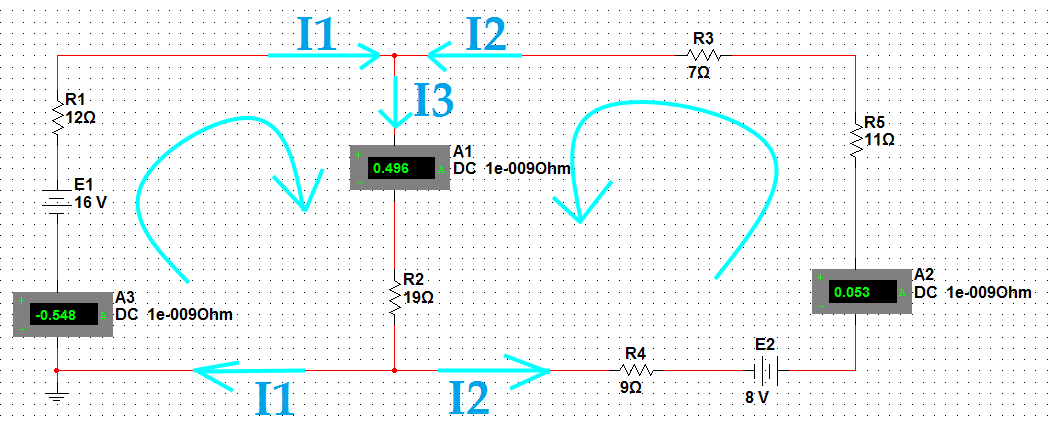 I1
I2
R3
7Ω
R1
12Ω
I3
R5
11Ω
+
0.496
A
-
A1
DC 1e-009Ohm
E1
16 V
R2
19Ω
+
-0.548
A
-
A3
DC 1e-009Ohm
+
0.053
A
-
A2
DC 1e-009Ohm
R4
9Ω
E2
8 V
I1
I2